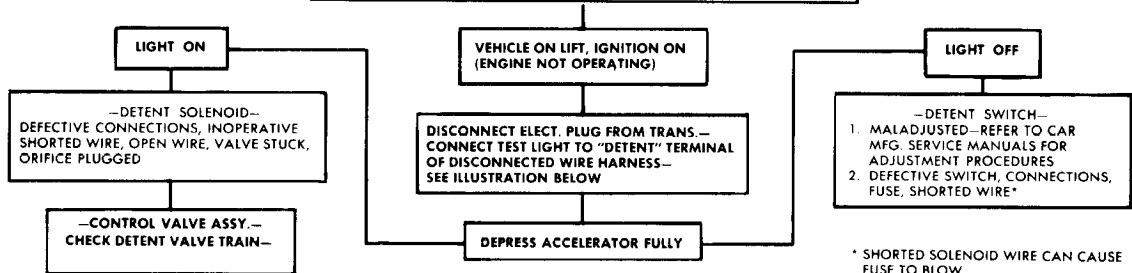 LIGHT ON
VEHICLE ON LIFT, IGNITION ON
(ENGINE NOT OPERATING)
LIGHT OFF
—DETENT SOLENOID—
DEFECTIVE CONNECTIONS, INOPERATIVE
SHORTED WIRE, OPEN WIRE, VALVE STUCK,
ORIFICE PLUGGED
DISCONNECT ELECT. PLUG FROM TRANS.—
CONNECT TEST LIGHT TO "DETENT" TERMINAL
OF DISCONNECTED WIRE HARNESS—
SEE ILLUSTRATION BELOW
—DETENT SWITCH—
1. MALADJUSTED—REFER TO CAR
MFG. SERVICE MANUALS FOR
ADJUSTMENT PROCEDURES
2. DEFECTIVE SWITCH, CONNECTIONS,
FUSE, SHORTED WIRE*
—CONTROL VALVE ASSY.—
CHECK DETENT VALVE TRAIN—
DEPRESS ACCELERATOR FULLY
* SHORTED SOLENOID WIRE CAN CAUSE
FUSE TO BLOW